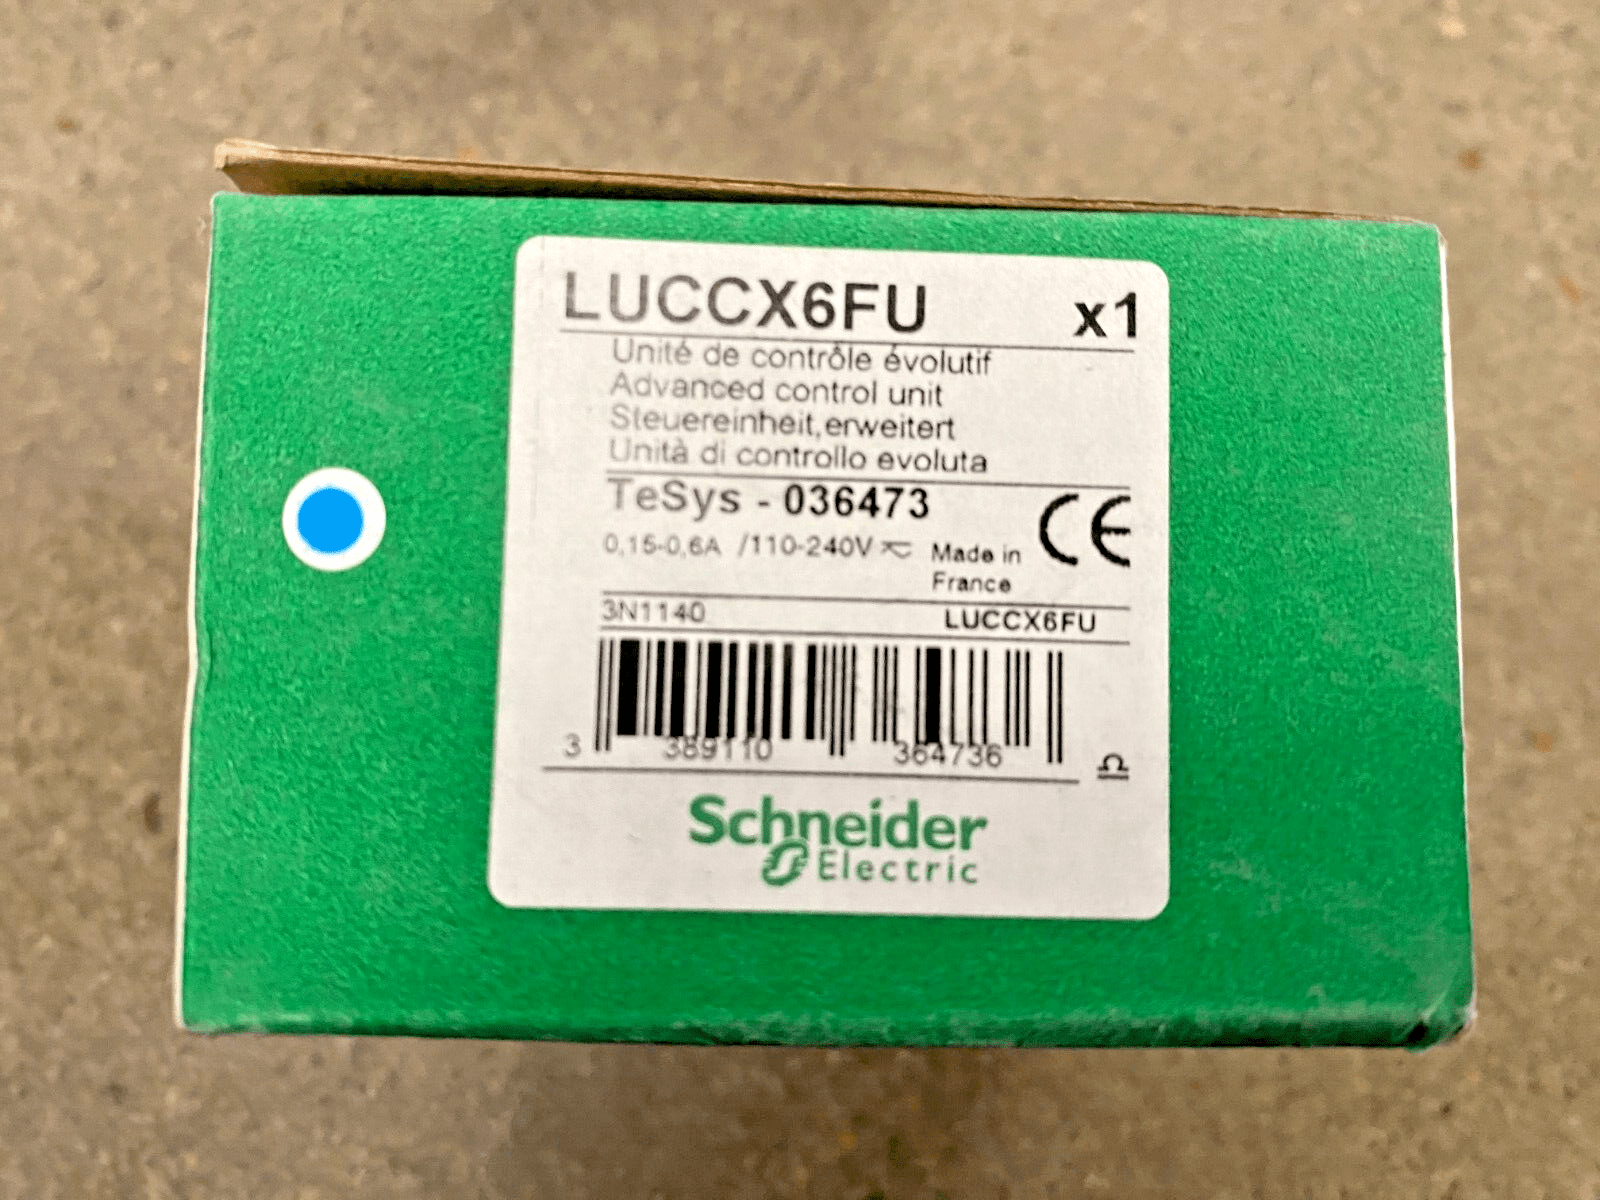 LUCCX6FU x1
Unité de contrôle évolutif
Advanced control unit
Steuereinheit,erweitert
Unità di controllo evoluta
TeSys - 036473
0,15-0,6A /110-240V
Made in
France
CE
3N1140 LUCCX6FU
3 389110 364736
Schneider
Electric